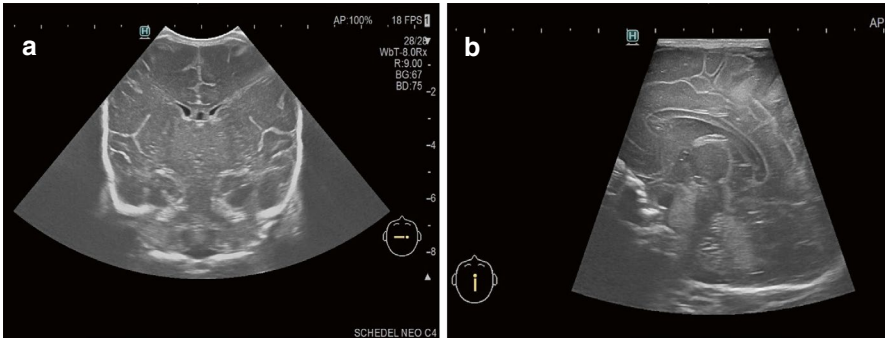 a
H
AP:100% 18 FPS 1
28/28
WbT-8.0Rx
R:9.00
BG:67
BD:75
-2
-4
-6
-8
SCHEDEL NEO C4
b
H
AP